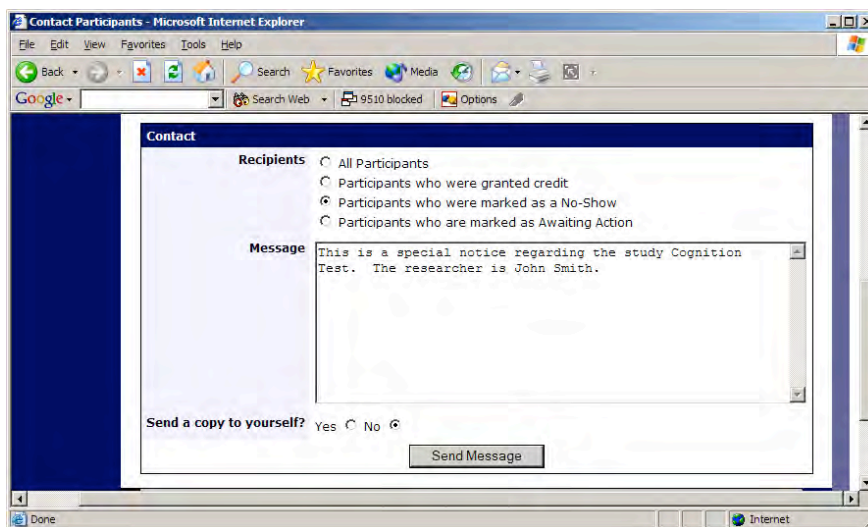 Contact Participants - Microsoft Internet Explorer
File Edit View Favorites Tools Help
Back Search Favorites Media
Google Search Web 9510 blocked Options
Contact
Recipients All Participants
Participants who were granted credit
Participants who were marked as a No-Show
Participants who are marked as Awaiting Action
Message This is a special notice regarding the study Cognition
Test. The researcher is John Smith.
Send a copy to yourself? Yes No
Send Message
Done Internet